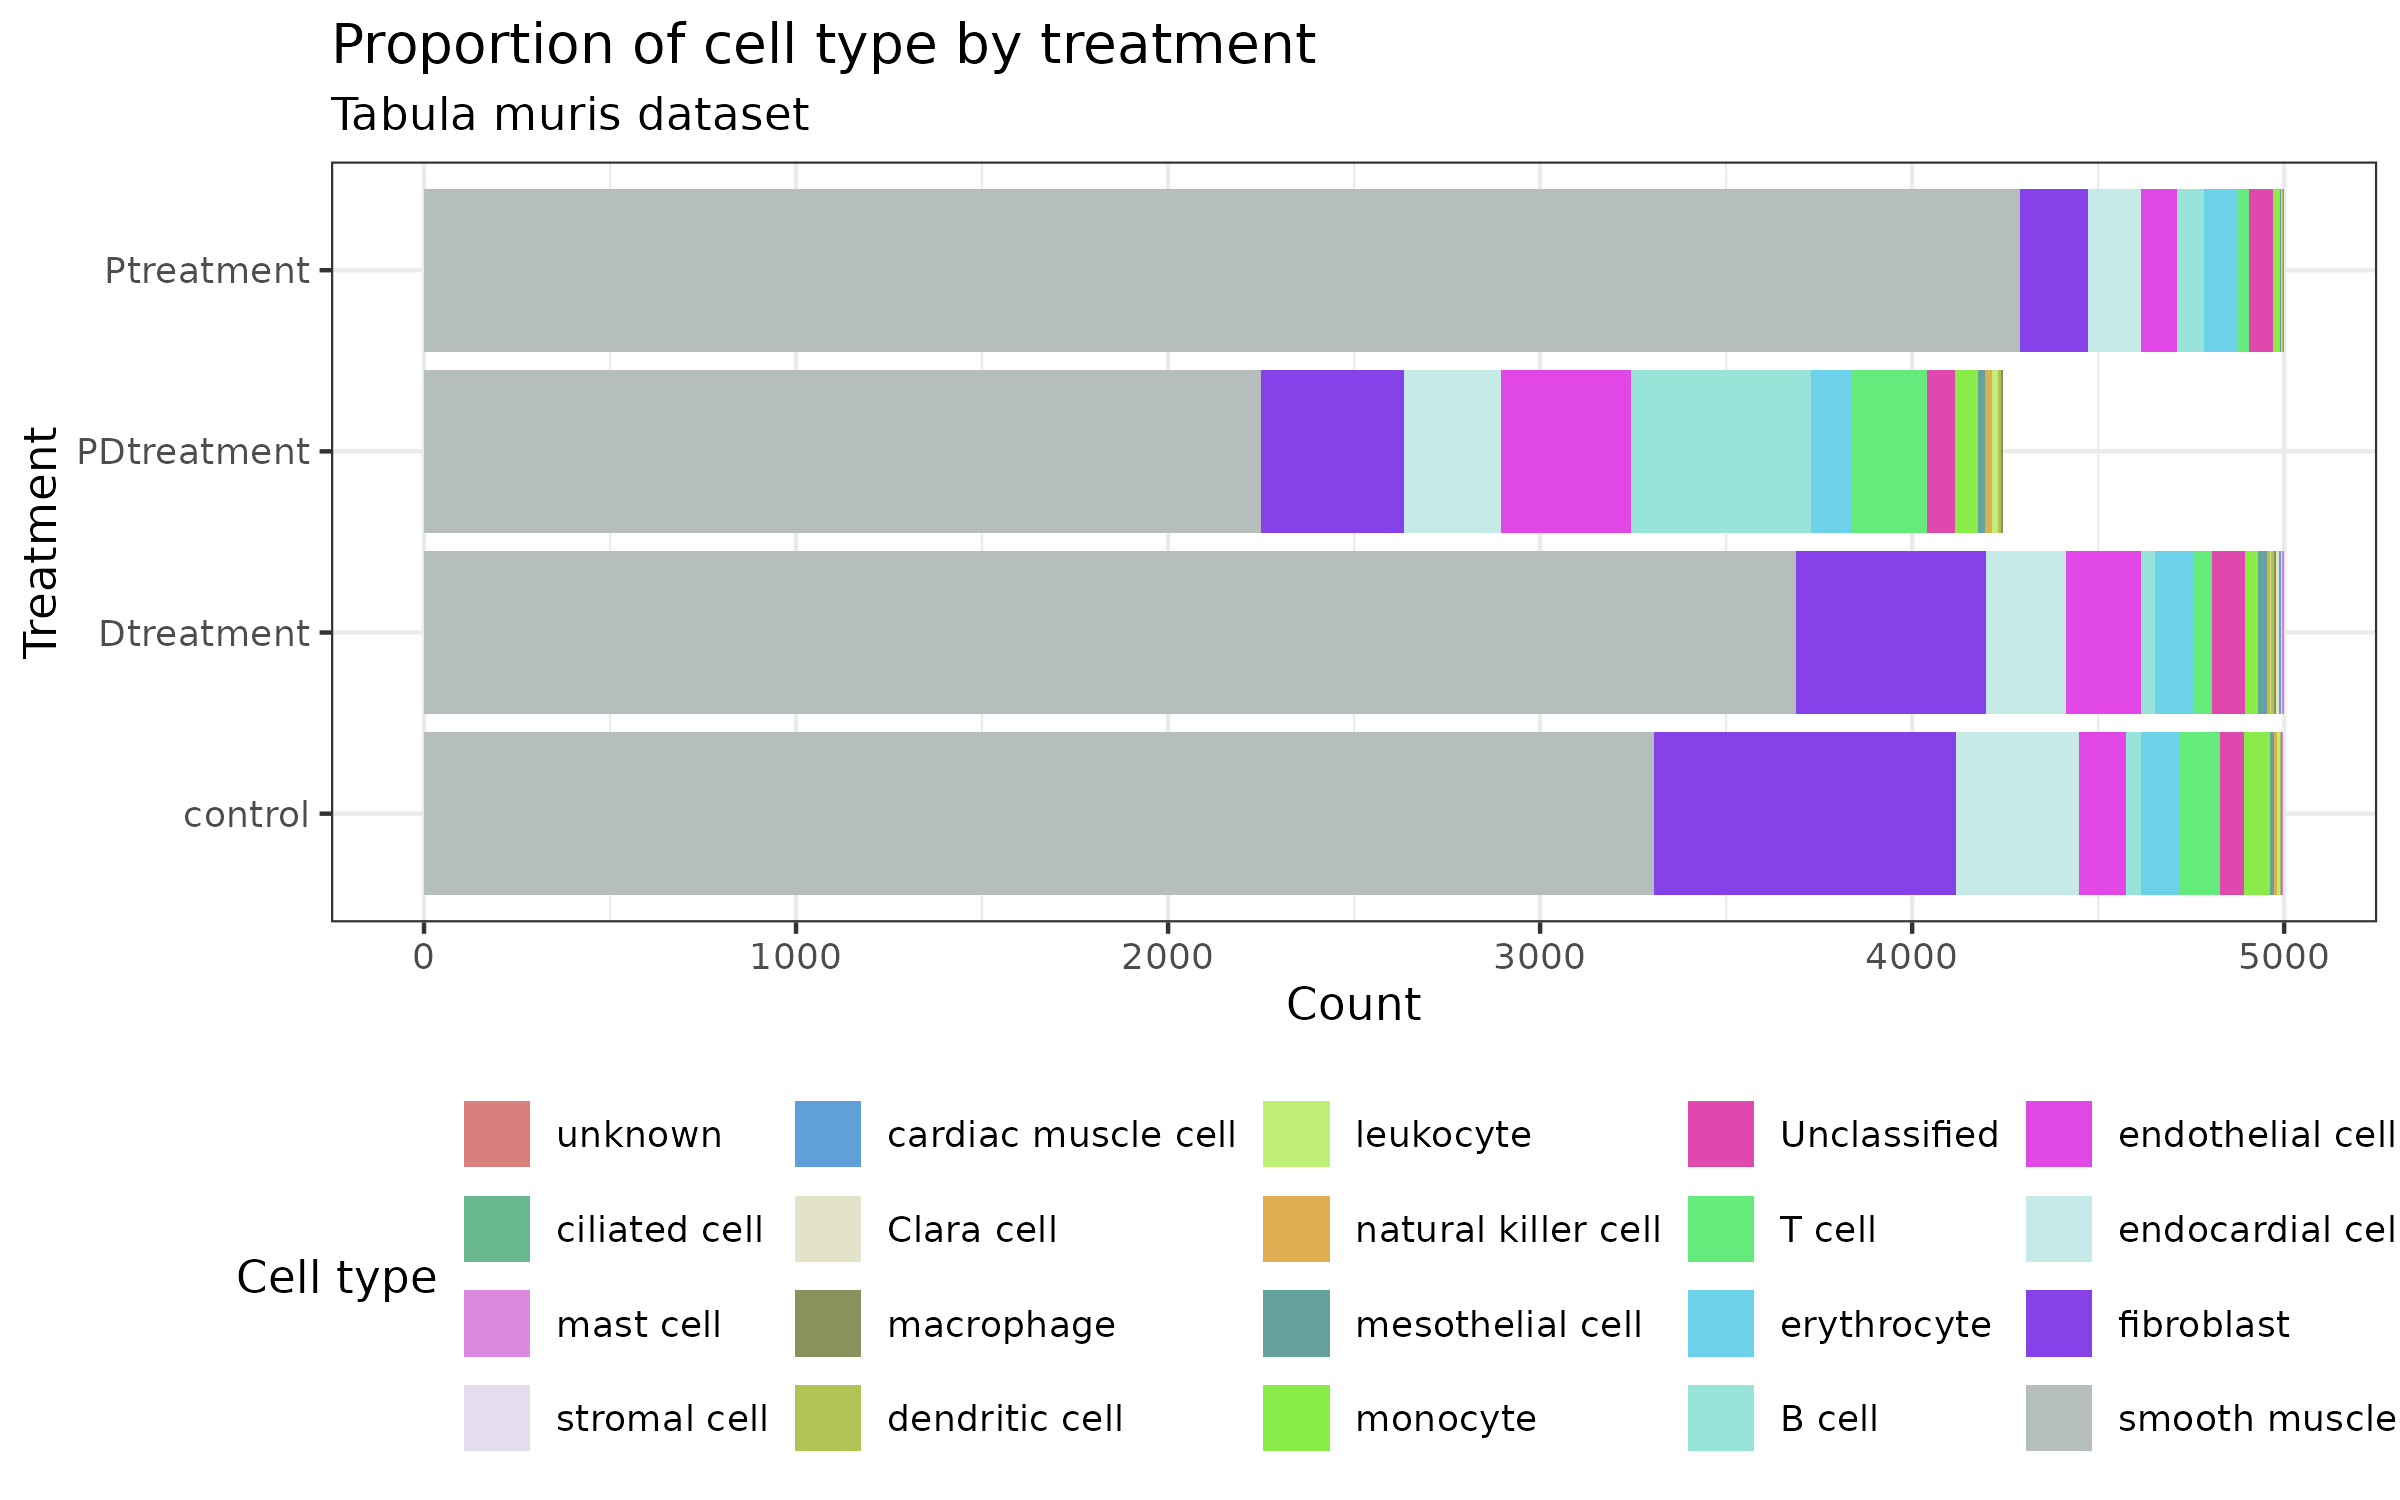 Proportion of cell type by treatment
Tabula muris dataset
Treatment
Ptreatment
PDtreatment
Dtreatment
control
0 1000 2000 3000 4000 5000
Count
Cell type
unknown cardiac muscle cell leukocyte Unclassified endothelial cell
ciliated cell Clara cell natural killer cell T cell endocardial cel
mast cell macrophage mesothelial cell erythrocyte fibroblast
stromal cell dendritic cell monocyte B cell smooth muscle